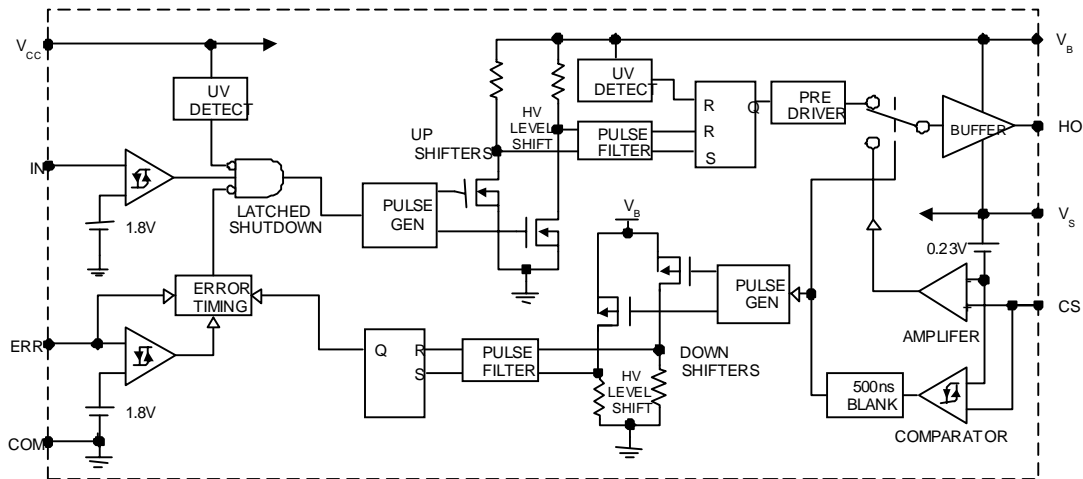 VCC
UV
DETECT
IN
1.8V
LATCHED
SHUTDOWN
ERROR
TIMING
ERR
1.8V
COM
UP
SHIFTERS
HV
LEVEL
SHIFT
PULSE
GEN
UV
DETECT
PULSE
FILTER
R
R
S
Q
PRE
DRIVER
BUFFER
VB
HO
VS
0.23V
CS
AMPLIFER
VB
PULSE
GEN
Q
R
S
PULSE
FILTER
HV
LEVEL
SHIFT
DOWN
SHIFTERS
500ns
BLANK
COMPARATOR